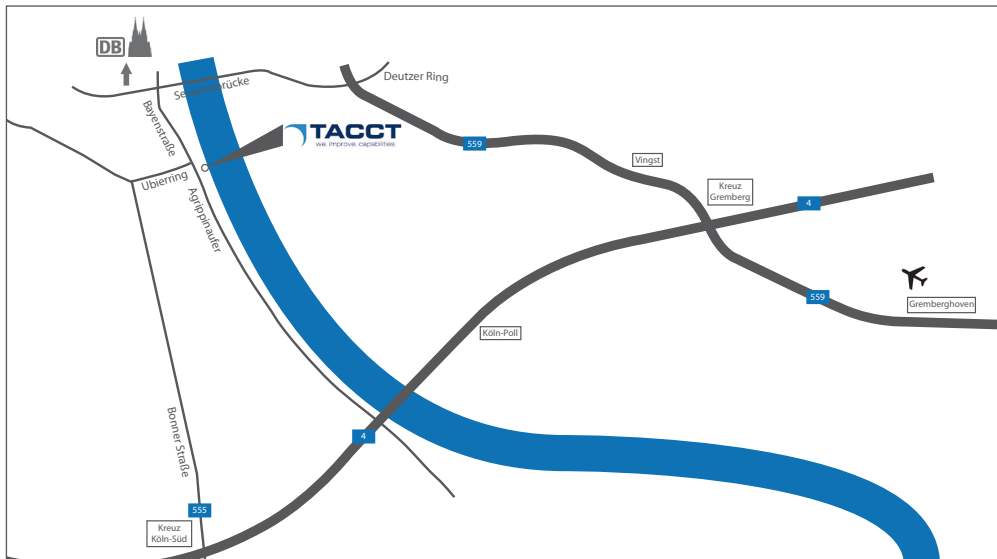 DB
Deutzer Ring
Bayenstraße
TACCT
we. improve. capabilities.
559
Vingst
Ubierring
Kreuz
Gremberg
4
Agrippinaufer
559
Gremberghoven
Köln-Poll
Bonner Straße
4
555
Kreuz
Köln-Süd